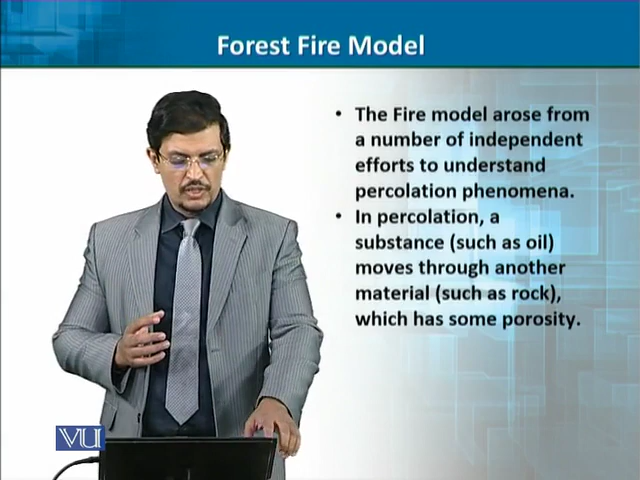 Forest Fire Model
• The Fire model arose from
a number of independent
efforts to understand
percolation phenomena.
• In percolation, a
substance (such as oil)
moves through another
material (such as rock),
which has some porosity.
VU